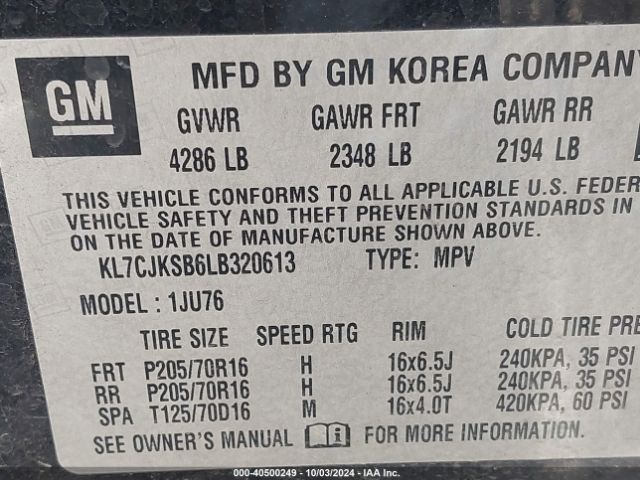 GM
MFD BY GM KOREA COMPANY
GVWR GAWR FRT GAWR RR
4286 LB 2348 LB 2194 LB
THIS VEHICLE CONFORMS TO ALL APPLICABLE U.S. FEDER
VEHICLE SAFETY AND THEFT PREVENTION STANDARDS IN
ON THE DATE OF MANUFACTURE SHOWN ABOVE.
KL7CJKSB6LB320613 TYPE: MPV
MODEL: 1JU76
TIRE SIZE SPEED RTG RIM COLD TIRE PRE
FRT P205/70R16 H 16x6.5J 240KPA, 35 PSI
RR P205/70R16 H 16x6.5J 240KPA, 35 PSI
SPA T125/70D16 M 16x4.0T 420KPA, 60 PSI
SEE OWNER'S MANUAL FOR MORE INFORMATION.
000-40500249 - 10/03/2024 - IAA Inc.